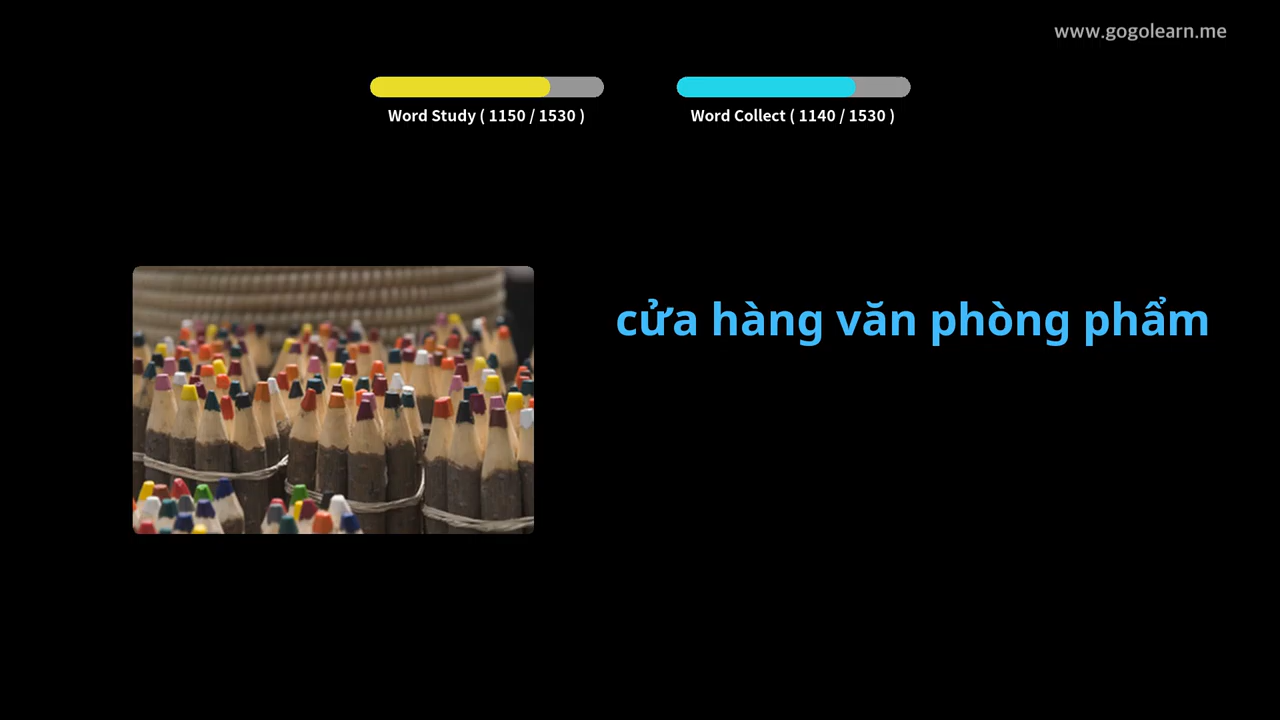 www.gogolearn.me
Word Study ( 1150 / 1530 )
Word Collect ( 1140 / 1530 )
cửa hàng văn phòng phẩm